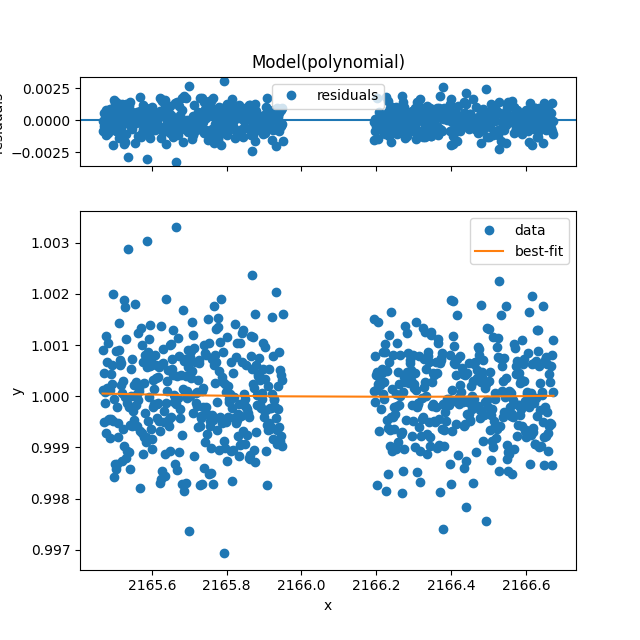 Model(polynomial)
0.0025
0.0000
−0.0025
residuals
1.003
1.002
1.001
1.000
0.999
0.998
0.997
y
data
best-fit
2165.6 2165.8 2166.0 2166.2 2166.4 2166.6
x